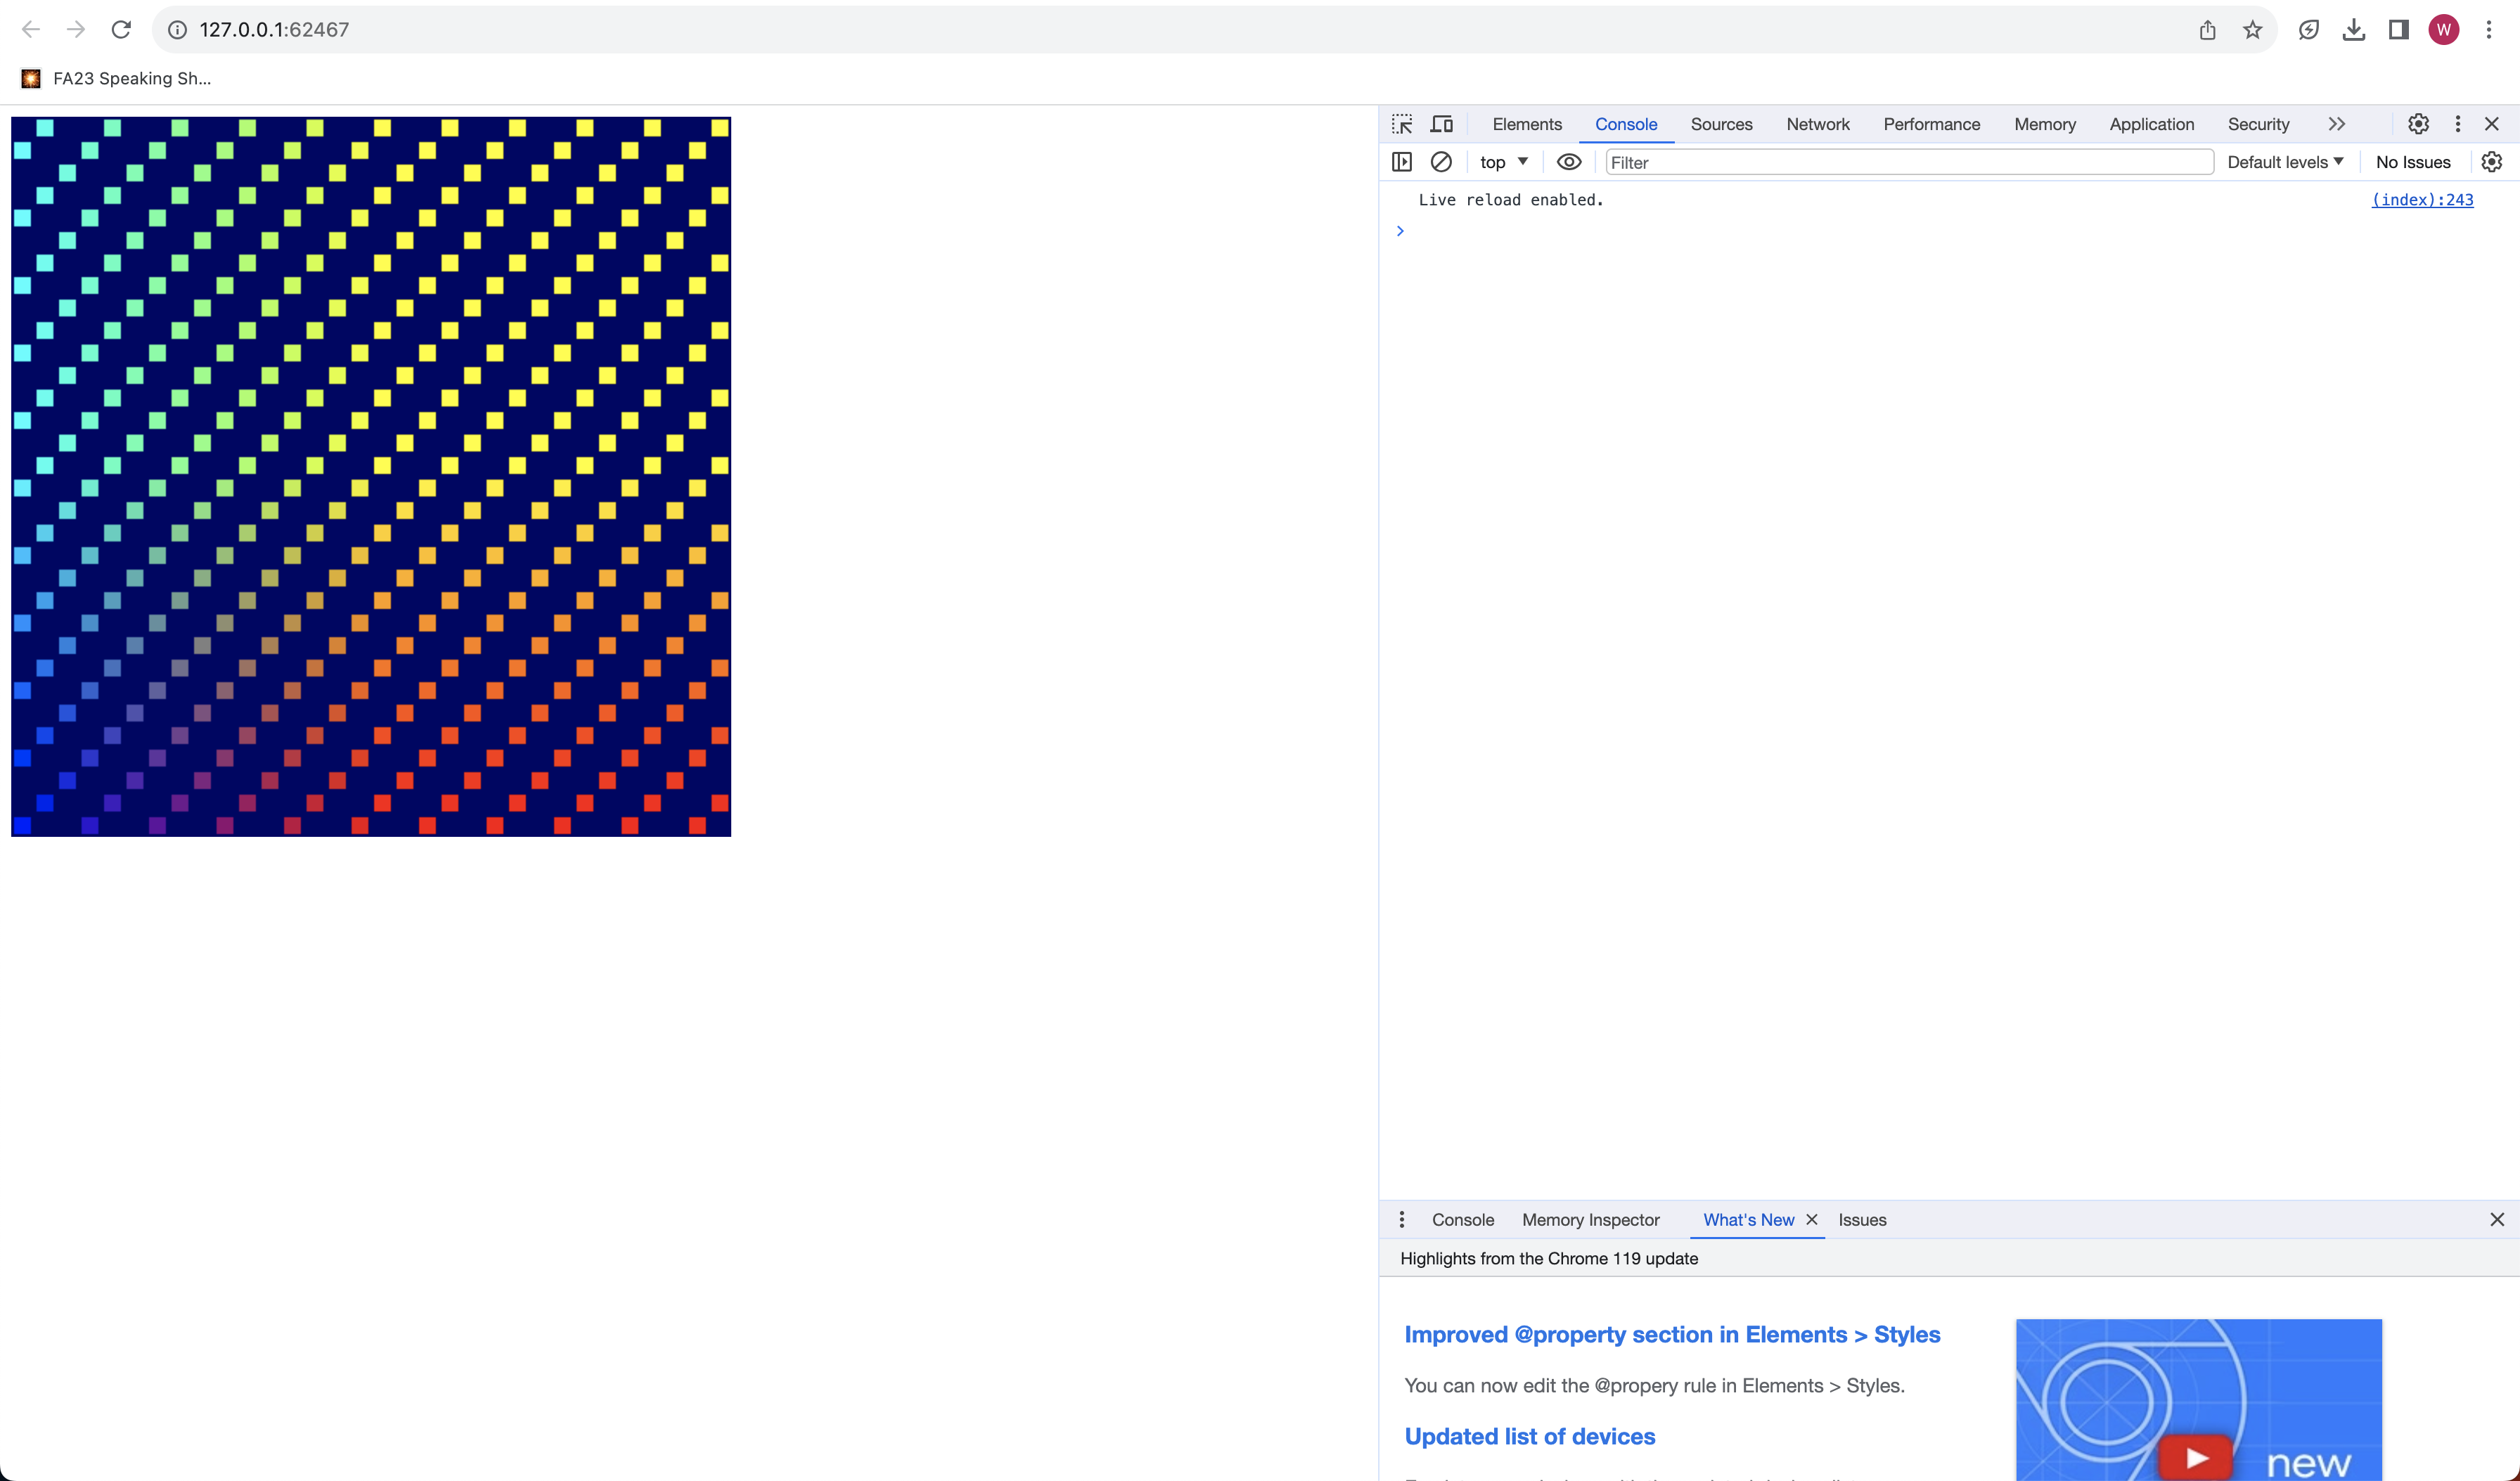 127.0.0.1:62467
W
FA23 Speaking Sh...
Elements Console Sources Network Performance Memory Application Security
top Filter Default levels No Issues
Live reload enabled. (index):243
Console Memory Inspector What's New Issues
Highlights from the Chrome 119 update
Improved @property section in Elements > Styles
You can now edit the @propery rule in Elements > Styles.
Updated list of devices
new